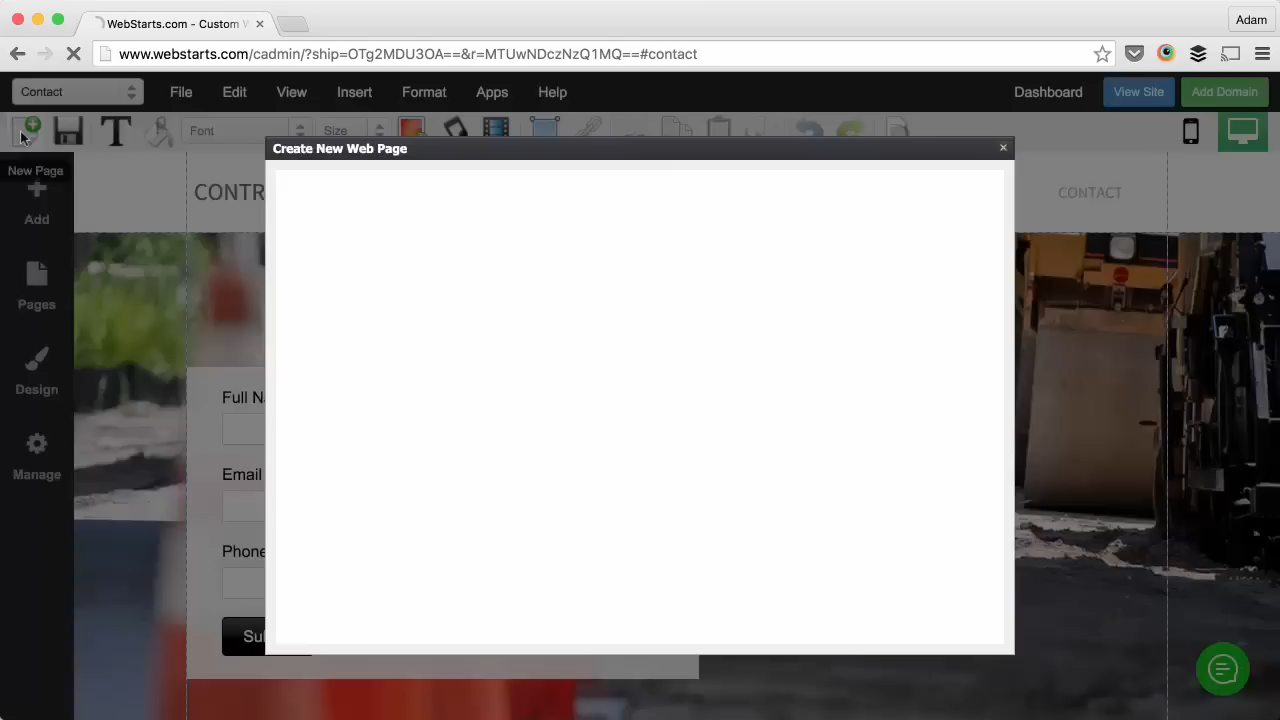 WebStarts.com - Custom W
Adam
www.webstarts.com/cadmin/?ship=OTg2MDU3OA==&r=MTUwNDczNzQ1MQ==#contact
Contact
File
Edit
View
Insert
Format
Apps
Help
Dashboard
View Site
Add Domain
T
Font
Size
Create New Web Page
New Page
Add
Pages
Design
Manage
CONTR
CONTACT
Full N
Email
Phone
Su